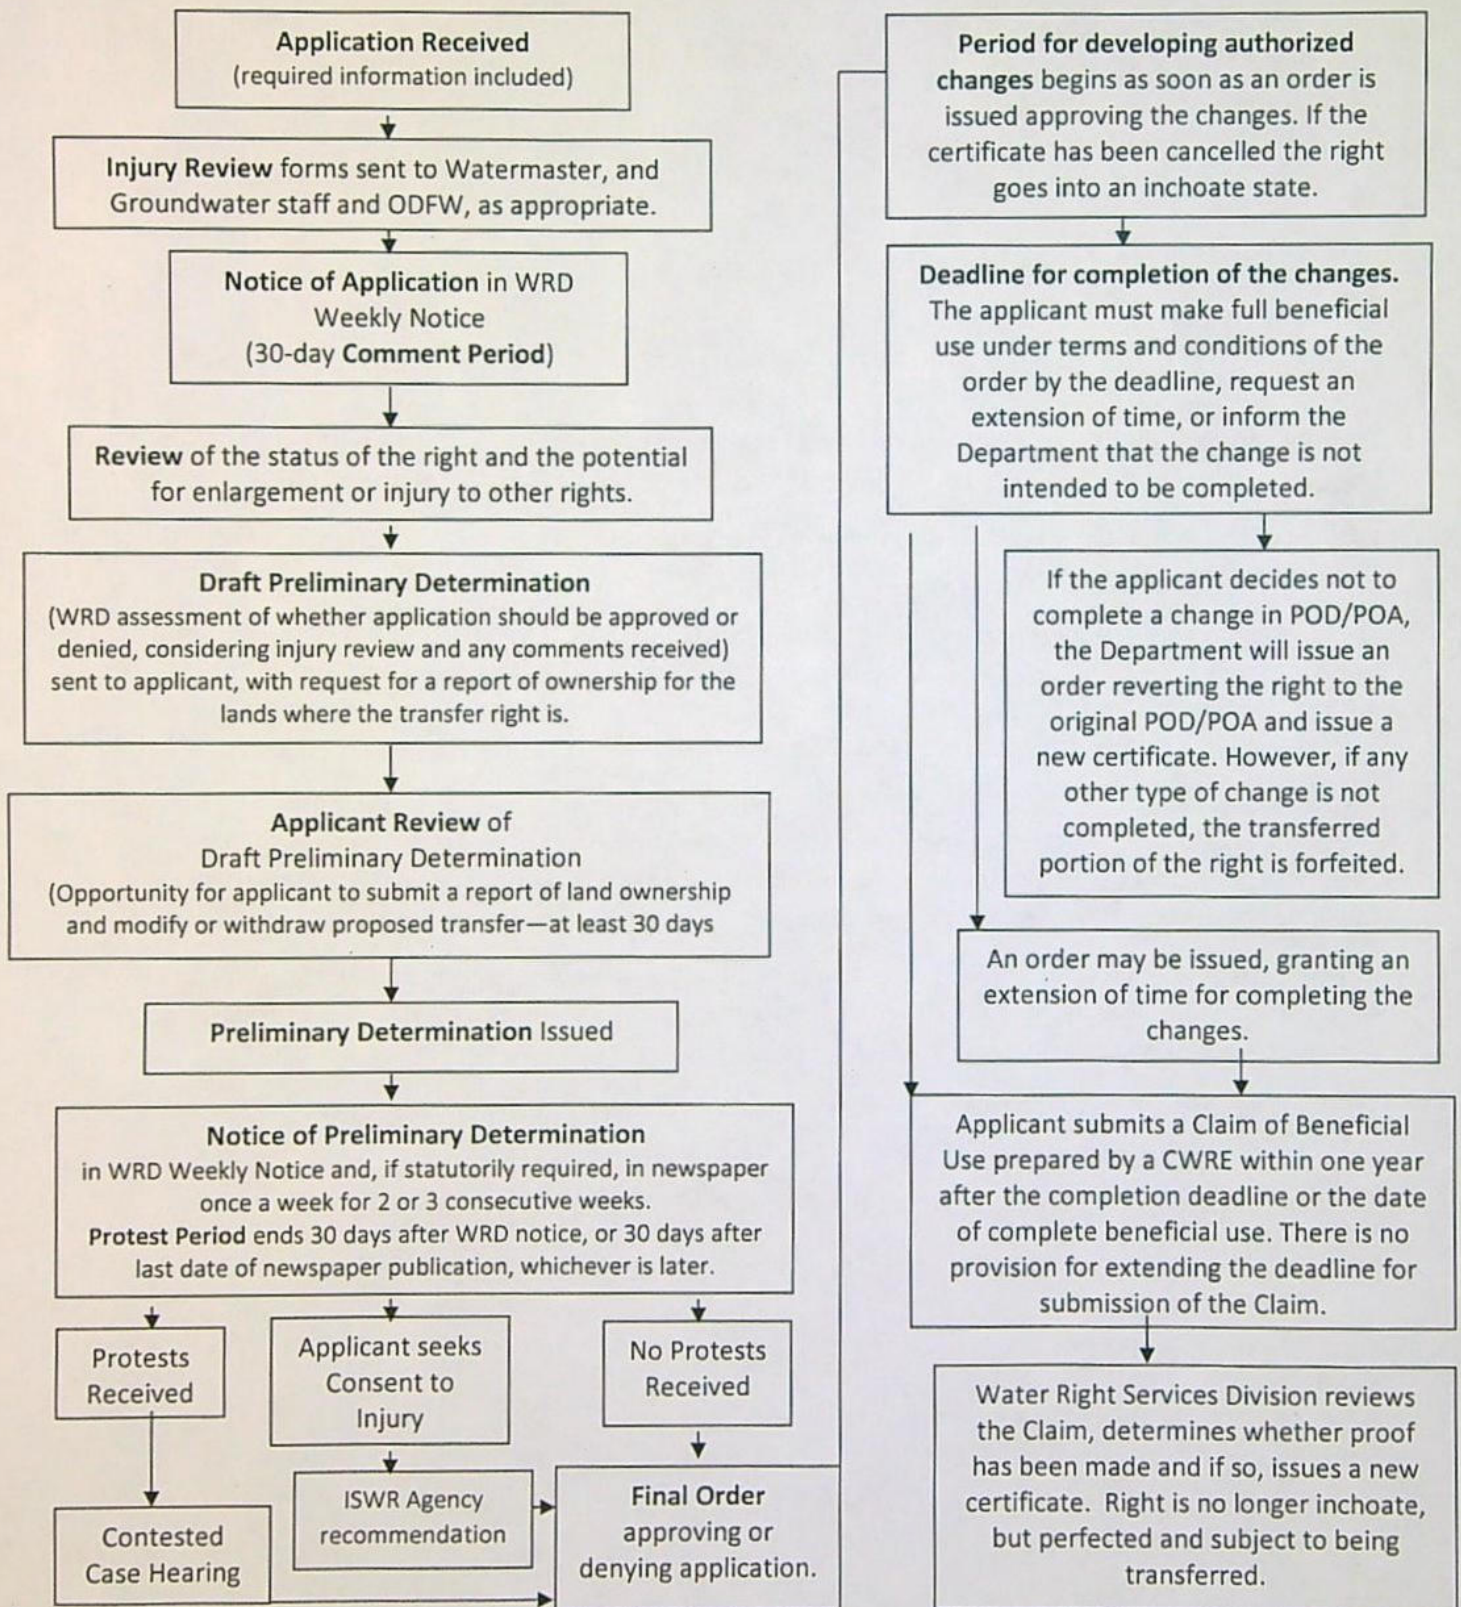 Application Received
(required information included)
Injury Review forms sent to Watermaster, and
Groundwater staff and ODFW, as appropriate.
Notice of Application in WRD
Weekly Notice
(30-day Comment Period)
Review of the status of the right and the potential
for enlargement or injury to other rights.
Draft Preliminary Determination
(WRD assessment of whether application should be approved or
denied, considering injury review and any comments received)
sent to applicant, with request for a report of ownership for the
lands where the transfer right is.
Applicant Review of
Draft Preliminary Determination
(Opportunity for applicant to submit a report of land ownership
and modify or withdraw proposed transfer—at least 30 days
Preliminary Determination Issued
Notice of Preliminary Determination
in WRD Weekly Notice and, if statutorily required, in newspaper
once a week for 2 or 3 consecutive weeks.
Protest Period ends 30 days after WRD notice, or 30 days after
last date of newspaper publication, whichever is later.
Protests
Received
Applicant seeks
Consent to
Injury
No Protests
Received
Contested
Case Hearing
ISWR Agency
recommendation
Final Order
approving or
denying application.
Period for developing authorized
changes begins as soon as an order is
issued approving the changes. If the
certificate has been cancelled the right
goes into an inchoate state.
Deadline for completion of the changes.
The applicant must make full beneficial
use under terms and conditions of the
order by the deadline, request an
extension of time, or inform the
Department that the change is not
intended to be completed.
If the applicant decides not to
complete a change in POD/POA,
the Department will issue an
order reverting the right to the
original POD/POA and issue a
new certificate. However, if any
other type of change is not
completed, the transferred
portion of the right is forfeited.
An order may be issued, granting an
extension of time for completing the
changes.
Applicant submits a Claim of Beneficial
Use prepared by a CWRE within one year
after the completion deadline or the date
of complete beneficial use. There is no
provision for extending the deadline for
submission of the Claim.
Water Right Services Division reviews
the Claim, determines whether proof
has been made and if so, issues a new
certificate. Right is no longer inchoate,
but perfected and subject to being
transferred.